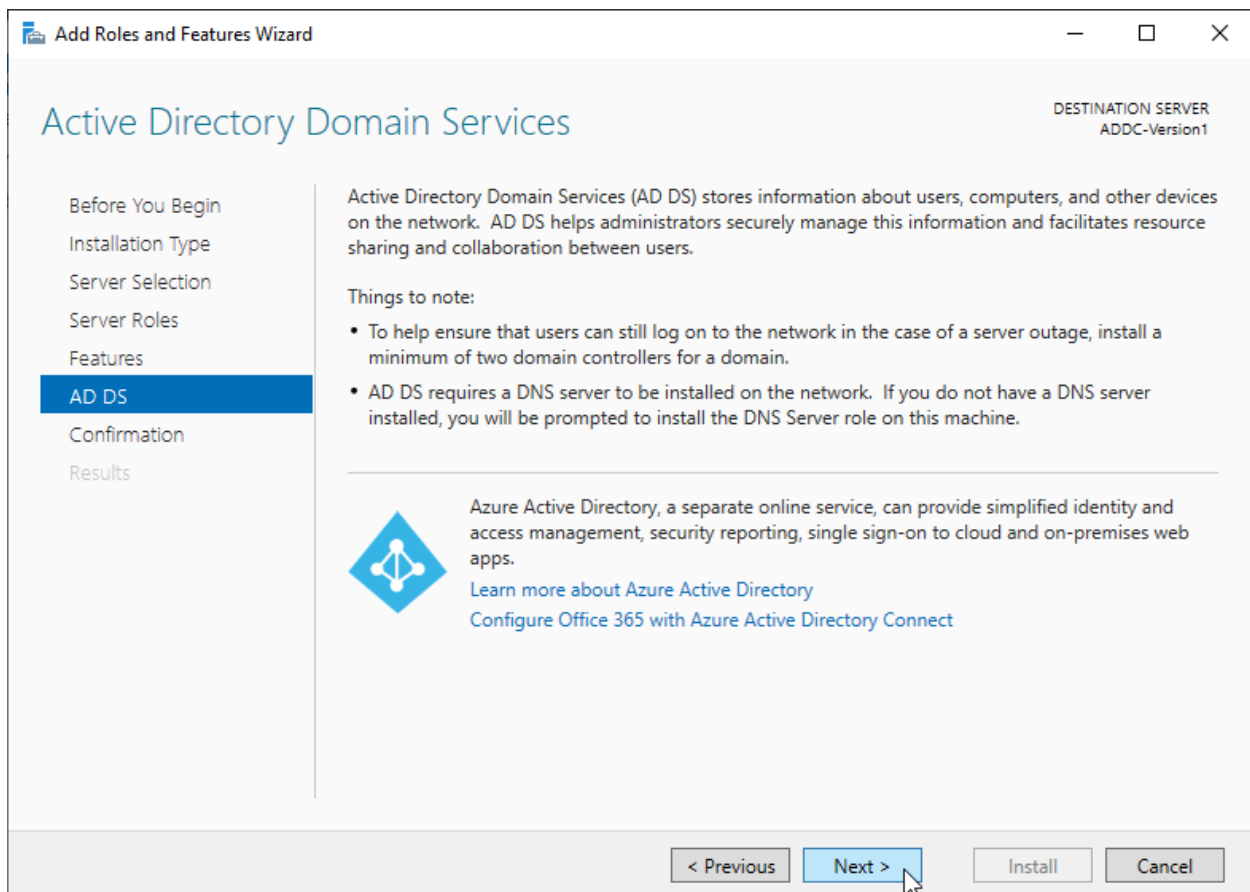 Add Roles and Features Wizard
Active Directory Domain Services
DESTINATION SERVER
ADDC-Version1
Before You Begin
Installation Type
Server Selection
Server Roles
Features
AD DS
Confirmation
Results
Active Directory Domain Services (AD DS) stores information about users, computers, and other devices
on the network.  AD DS helps administrators securely manage this information and facilitates resource
sharing and collaboration between users.
Things to note:
• To help ensure that users can still log on to the network in the case of a server outage, install a
minimum of two domain controllers for a domain.
• AD DS requires a DNS server to be installed on the network.  If you do not have a DNS server
installed, you will be prompted to install the DNS Server role on this machine.
Azure Active Directory, a separate online service, can provide simplified identity and
access management, security reporting, single sign-on to cloud and on-premises web
apps.
Learn more about Azure Active Directory
Configure Office 365 with Azure Active Directory Connect
< Previous
Next >
Install
Cancel